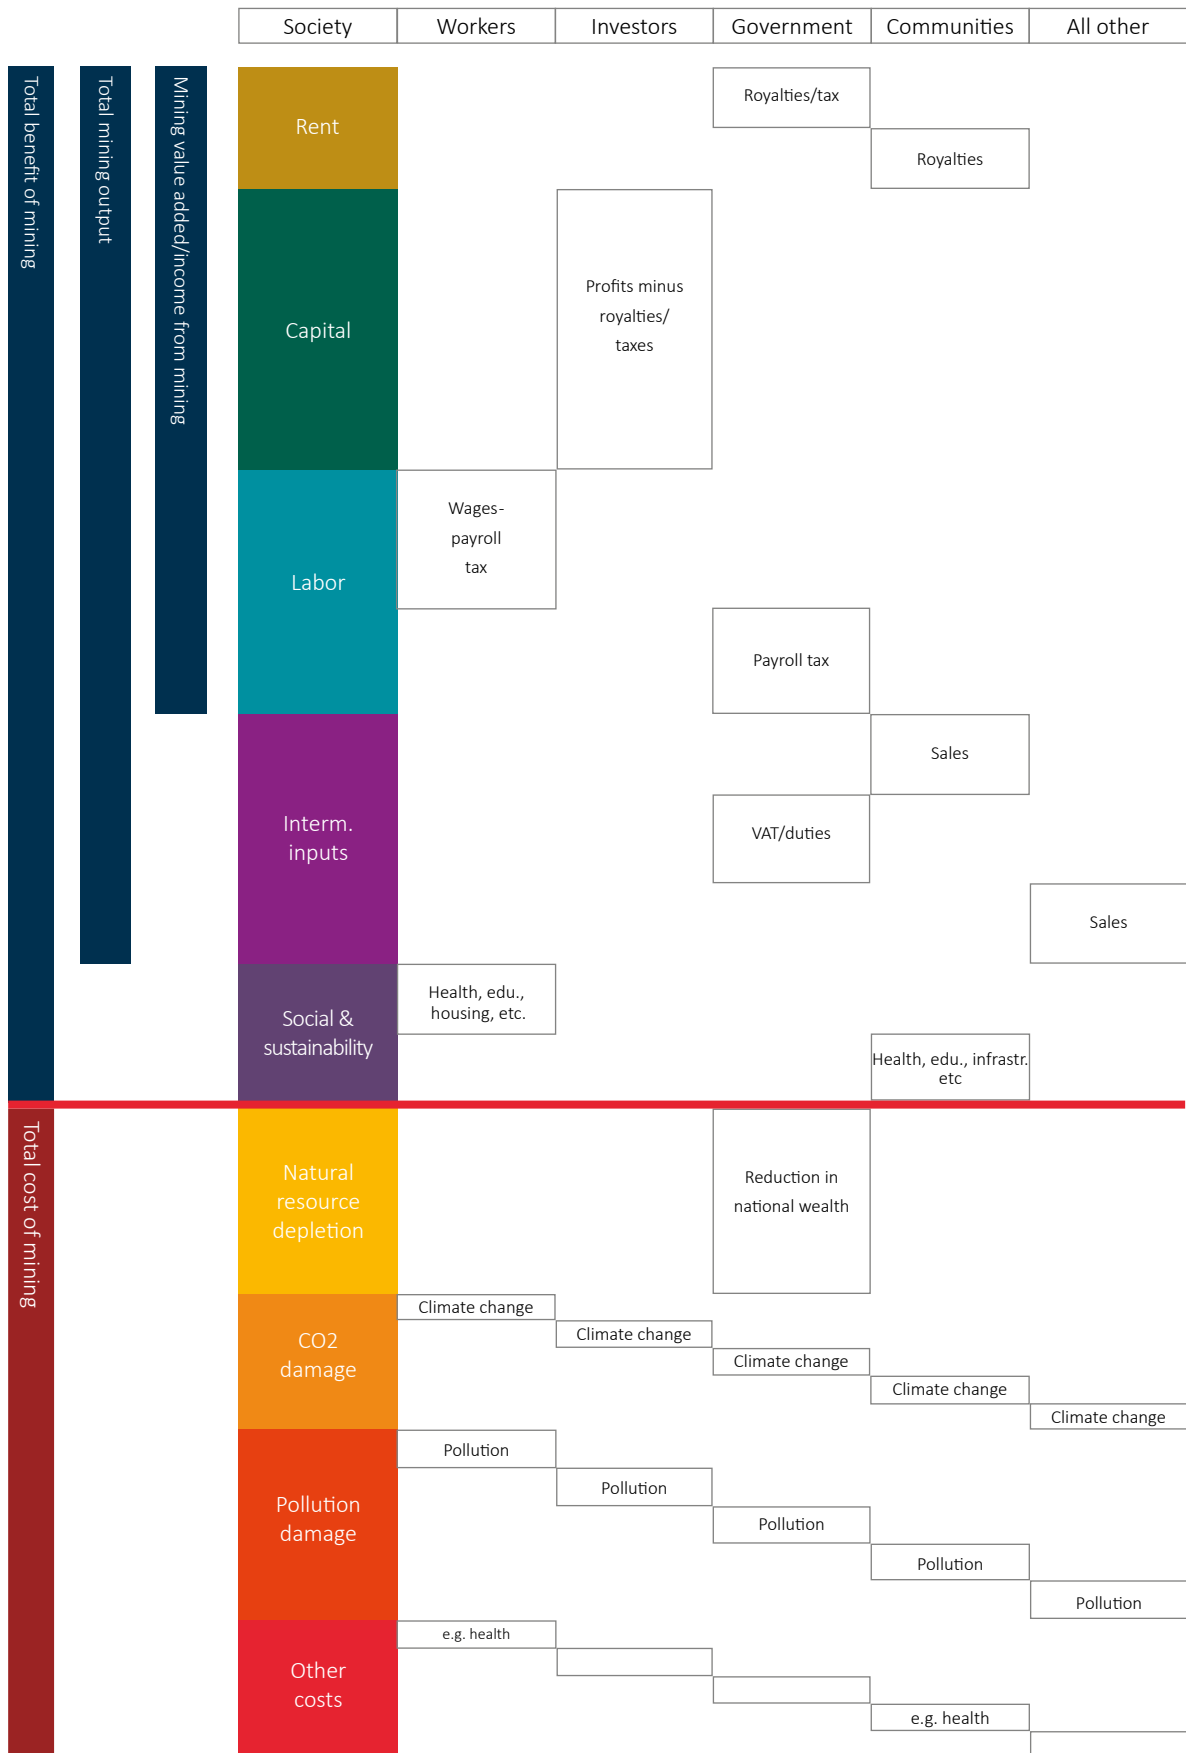 Society Workers Investors Government Communities All other
Total benefit of mining
Total mining output
Mining value added/income from mining
Rent
Royalties/tax
Royalties
Capital
Profits minus
royalties/
taxes
Labor
Wages-
payroll
tax
Payroll tax
Interm.
inputs
Sales
VAT/duties
Sales
Social &
sustainability
Health, edu.,
housing, etc.
Health, edu., infrastr.
etc
Total cost of mining
Natural
resource
depletion
Reduction in
national wealth
CO2
damage
Climate change
Climate change
Climate change
Climate change
Climate change
Pollution
damage
Pollution
Pollution
Pollution
Pollution
Pollution
Other
costs
e.g. health
e.g. health